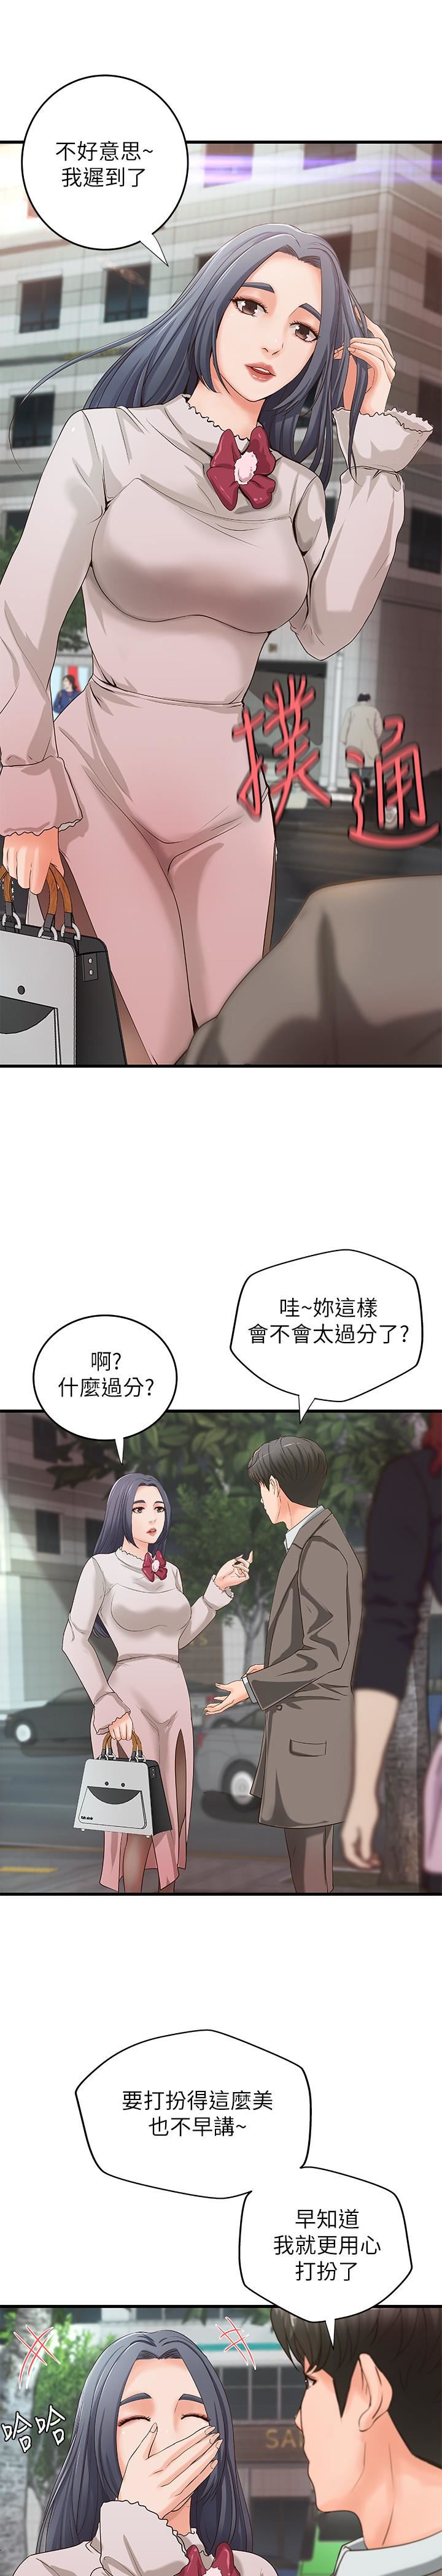 不好意思~
我遲到了
撲通
哇~妳這樣
會不會太過分了?
啊?
什麼過分?
要打扮得這麼美
也不早講~
早知道
我就更用心
打扮了
哈哈
SA